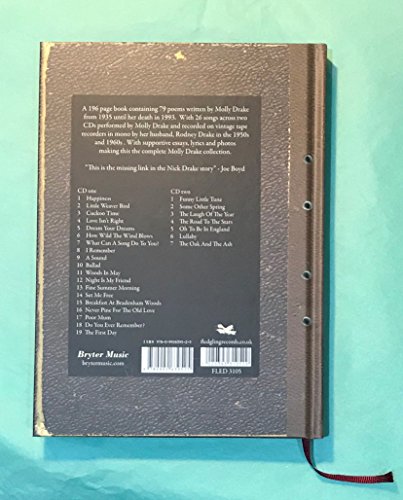 A 196 page book containing 79 poems written by Molly Drake
from 1935 until her death in 1993. With 26 songs across two
CDs performed by Molly Drake and recorded on vintage tape
recorders in mono by her husband, Rodney Drake in the 1950s
and 1960s. With supportive essays, lyrics and photos
making this the complete Molly Drake collection.
"This is the missing link in the Nick Drake story" - Joe Boyd
CD one
1 Happiness
2 Little Weaver Bird
3 Cuckoo Time
4 Love Isn't Right
5 Dream Your Dreams
6 How Wild The Wind Blows
7 What Can A Song Do To You?
8 I Remember
9 A Sound
10 Ballad
11 Woods In May
12 Night Is My Friend
13 Fine Summer Morning
14 Set Me Free
15 Breakfast At Bradenham Woods
16 Never Pine For The Old Love
17 Poor Mum
18 Do You Ever Remember?
19 The First Day
CD two
1 Funny Little Tune
2 Some Other Spring
3 The Laugh Of The Year
4 The Road To The Stars
5 Oh To Be In England
6 Lullaby
7 The Oak And The Ash
Bryter Music
brytermusic.com
ISBN
fledglingrecords.co.uk
FLED 3105